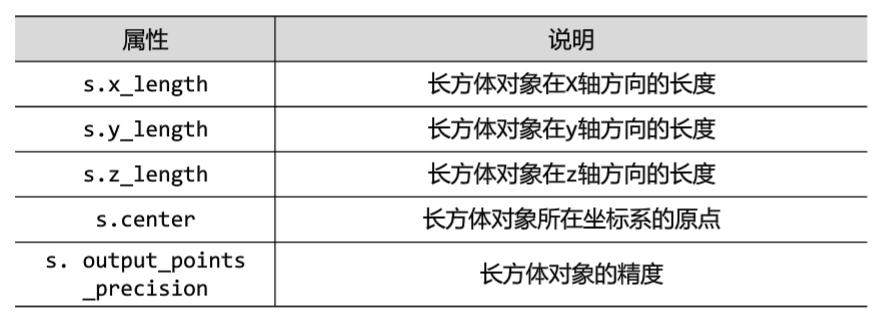 属性 说明
s.x_length 长方体对象在X轴方向的长度
s.y_length 长方体对象在y轴方向的长度
s.z_length 长方体对象在z轴方向的长度
s.center 长方体对象所在坐标系的原点
s. output_points
_precision 长方体对象的精度